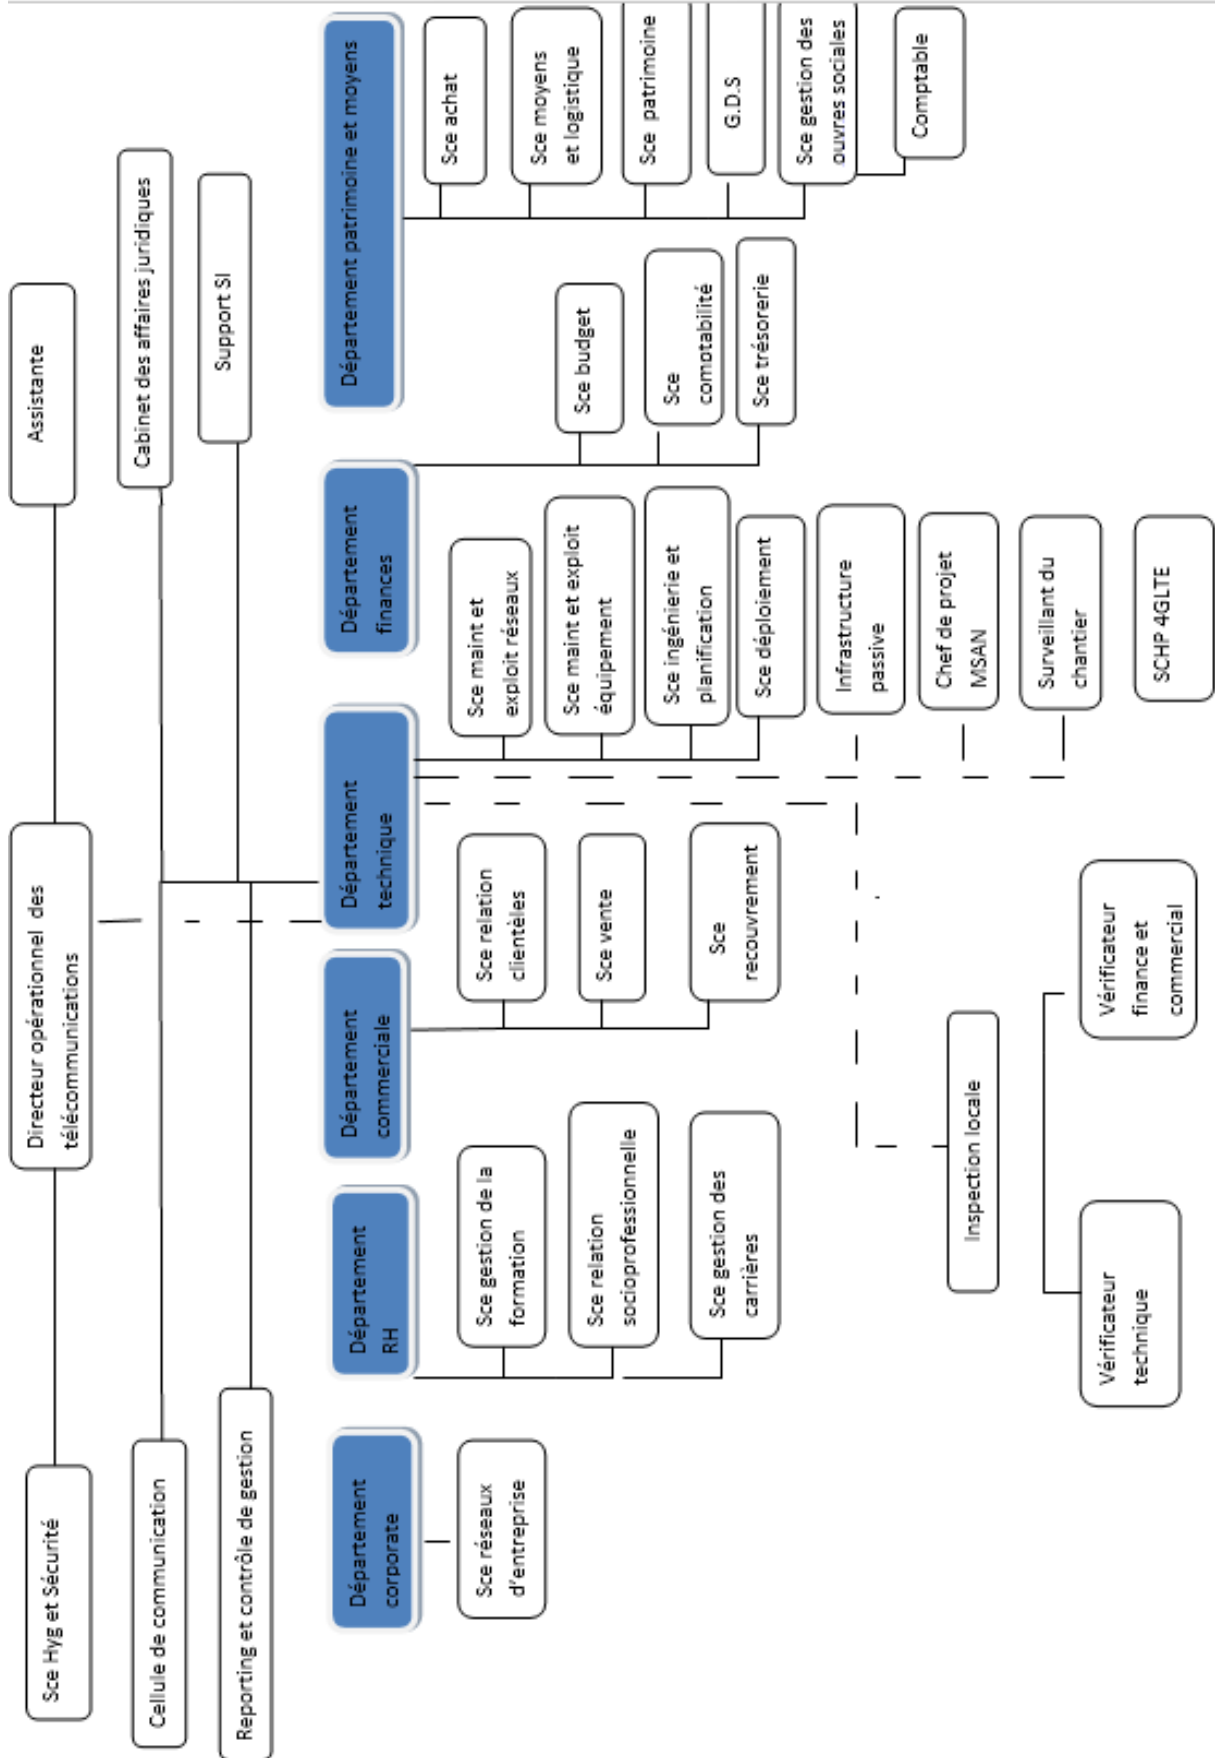 Sce Hyg et Sécurité
Directeur opérationnel des
télécommunications
Assistante
Cellule de communication
Cabinet des affaires juridiques
Reporting et contrôle de gestion
Support SI
Département
corporate
Département
RH
Département
commerciale
Département
technique
Département
finances
Département patrimoine et moyens
Sce réseaux
d'entreprise
Sce gestion de la
formation
Sce relation
socioprofessionnelle
Sce gestion des
carrières
Sce relation
clientèles
Sce vente
Sce
recouvrement
Sce maint et
exploit réseaux
Sce maint et exploit
équipement
Sce ingénierie et
planification
Sce déploiement
Infrastructure
passive
Chef de projet
MSAN
Surveillant du
chantier
SCHP 4GLTE
Sce budget
Sce
comotabilité
Sce trésorerie
Sce achat
Sce moyens
et logistique
Sce patrimoine
G.D.S
Sce gestion des
ouvres sociales
Comptable
Inspection locale
Vérificateur
technique
Vérificateur
finance et
commercial